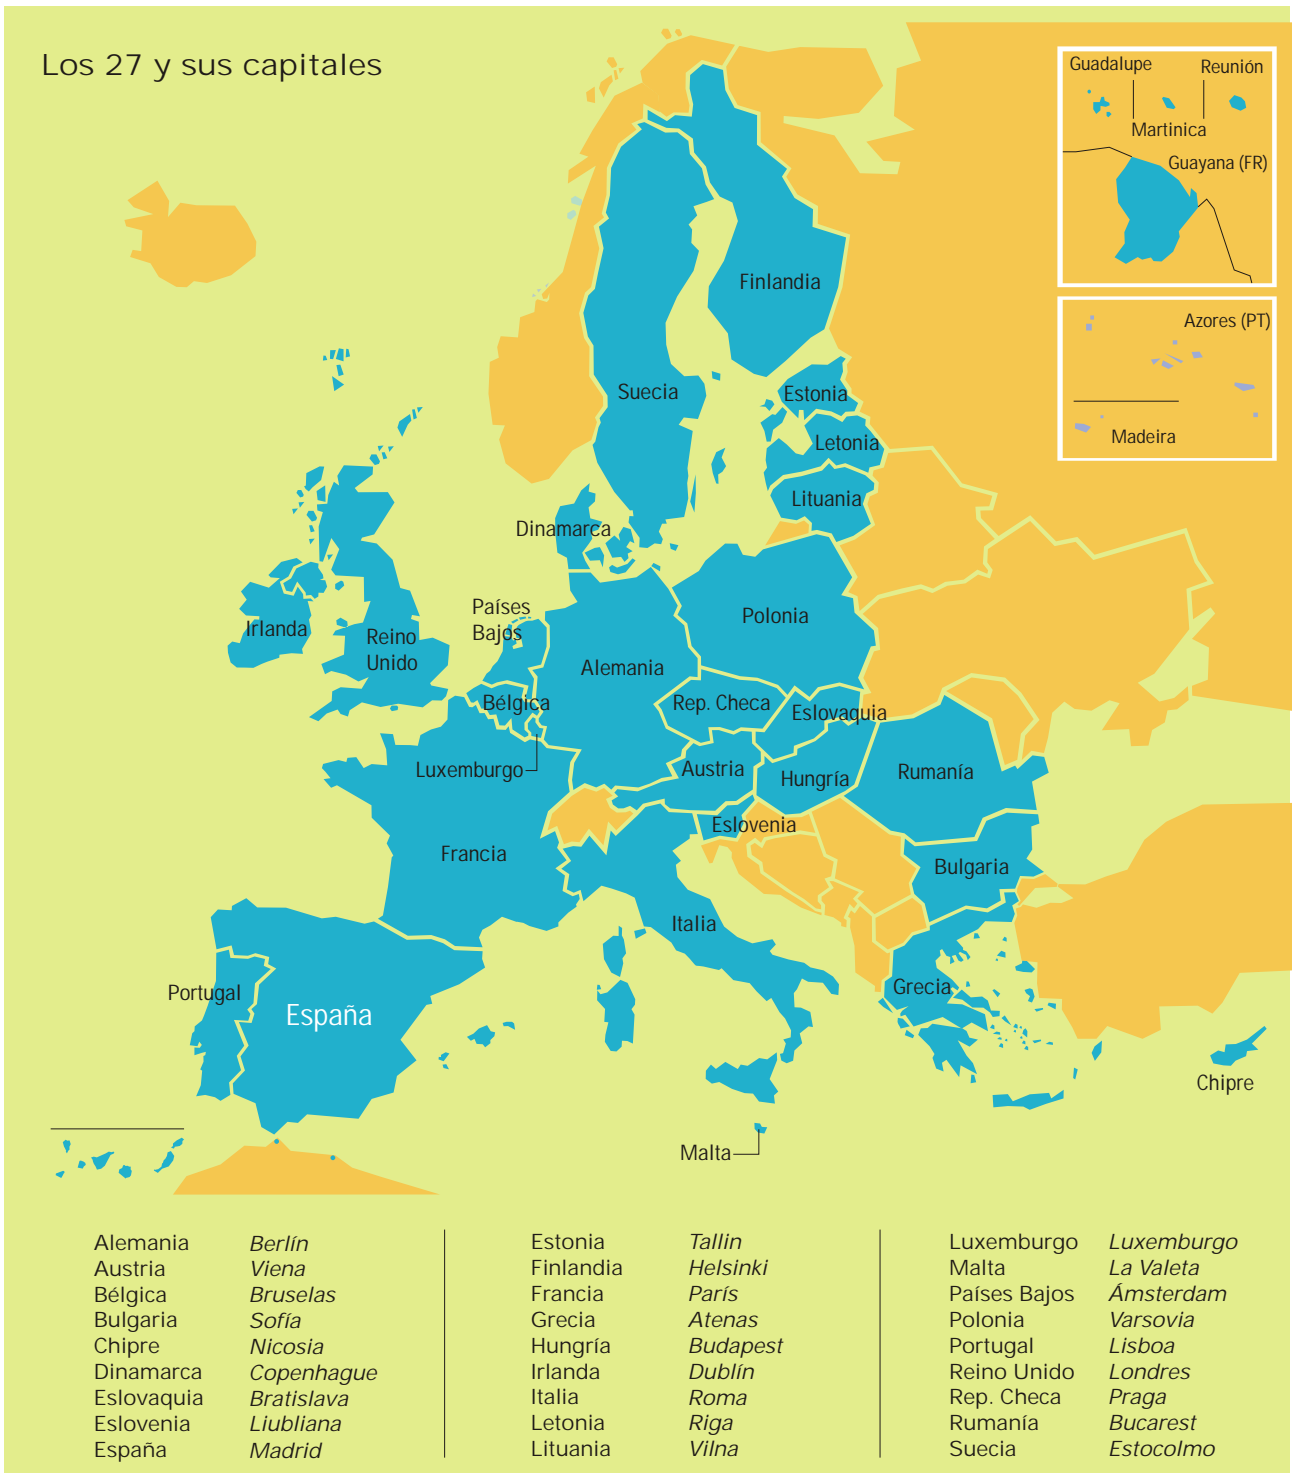 Los 27 y sus capitales
Guadalupe
Reunión
Martinica
Guayana (FR)
Azores (PT)
Madeira
Finlandia
Suecia
Estonia
Letonia
Lituania
Dinamarca
Países
Bajos
Irlanda
Reino
Unido
Polonia
Alemania
Bélgica
Rep. Checa
Eslovaquia
Luxemburgo
Austria
Hungría
Rumanía
Eslovenia
Francia
Bulgaria
Italia
Portugal
España
Grecia
Chipre
Malta
Alemania Berlín
Austria Viena
Bélgica Bruselas
Bulgaria Sofía
Chipre Nicosia
Dinamarca Copenhague
Eslovaquia Bratislava
Eslovenia Liubliana
España Madrid
Estonia Tallin
Finlandia Helsinki
Francia París
Grecia Atenas
Hungría Budapest
Irlanda Dublín
Italia Roma
Letonia Riga
Lituania Vilna
Luxemburgo Luxemburgo
Malta La Valeta
Países Bajos Ámsterdam
Polonia Varsovia
Portugal Lisboa
Reino Unido Londres
Rep. Checa Praga
Rumanía Bucarest
Suecia Estocolmo